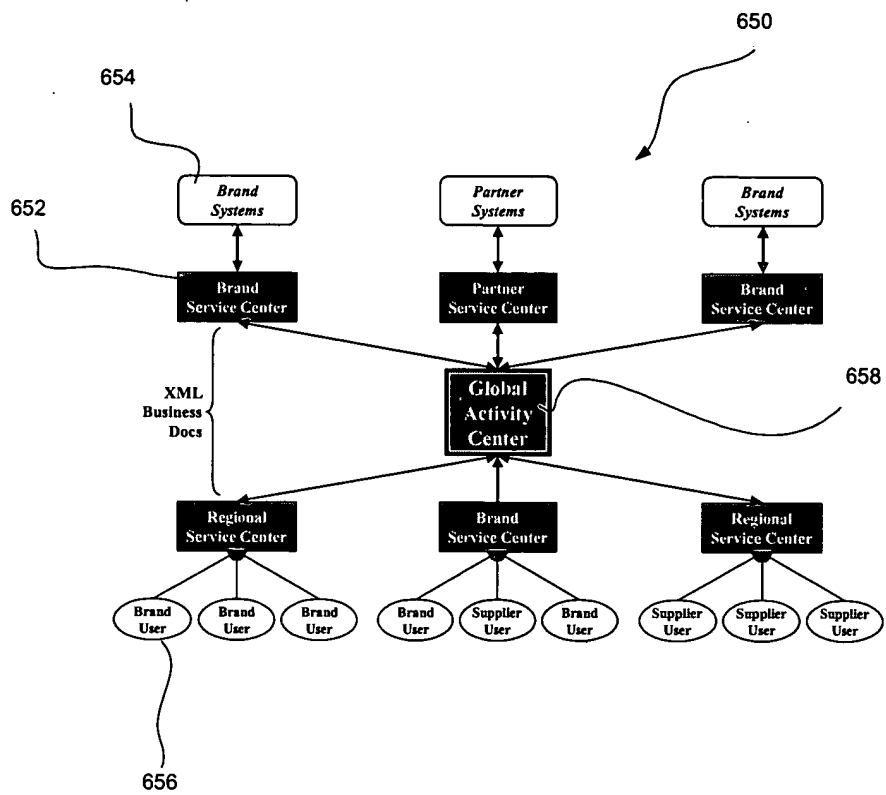 650
654
Brand
Systems
Partner
Systems
Brand
Systems
652
Brand
Service Center
Partner
Service Center
Brand
Service Center
658
XML
Business
Docs
Global
Activity
Center
Regional
Service Center
Brand
Service Center
Regional
Service Center
Brand
User
Brand
User
Brand
User
Brand
User
Supplier
User
Brand
User
Supplier
User
Supplier
User
Supplier
User
656